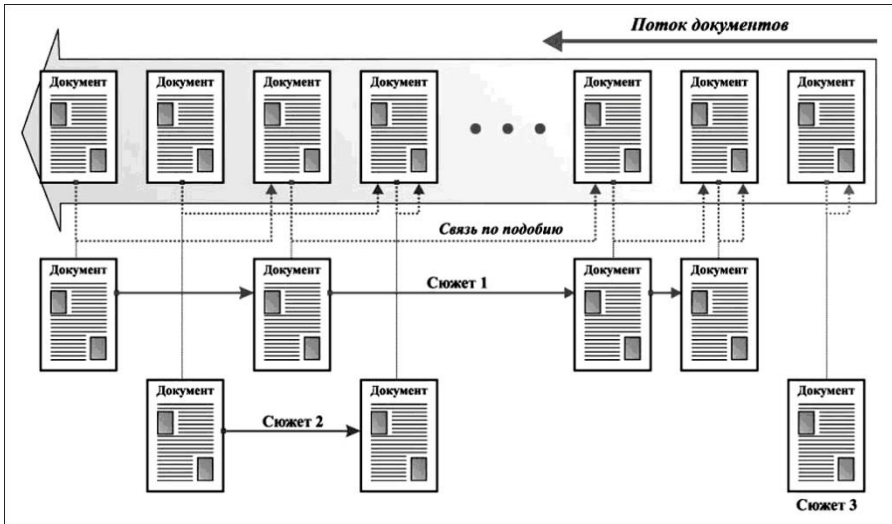 Поток документов
Документ Документ Документ Документ Документ Документ Документ
Связь по подобию
Документ Документ Документ Документ
Сюжет 1
Документ Документ Документ
Сюжет 2
Сюжет 3